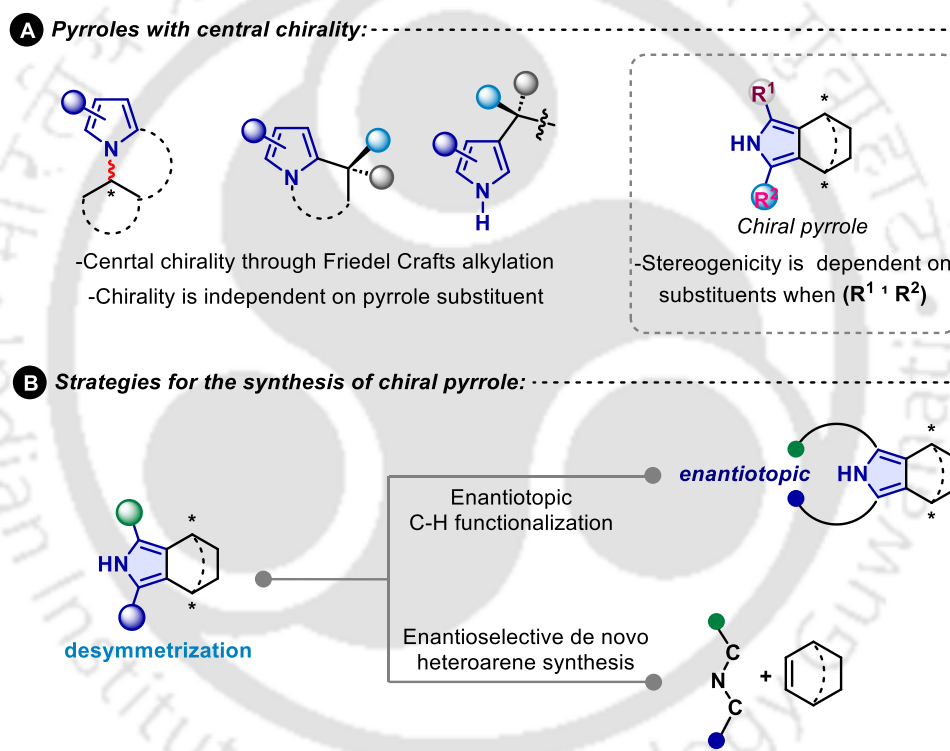 A Pyrroles with central chirality:
N
*
N
N
H
R1
HN
R2
*
*
Chiral pyrrole
-Cenrtal chirality through Friedel Crafts alkylation
-Chirality is independent on pyrrole substituent
-Stereogenicity is dependent on
substituents when (R1 ' R2)
B Strategies for the synthesis of chiral pyrrole:
HN
*
*
desymmetrization
Enantiotopic
C-H functionalization
enantiotopic
HN
*
*
Enantioselective de novo
heteroarene synthesis
C
N
C
+